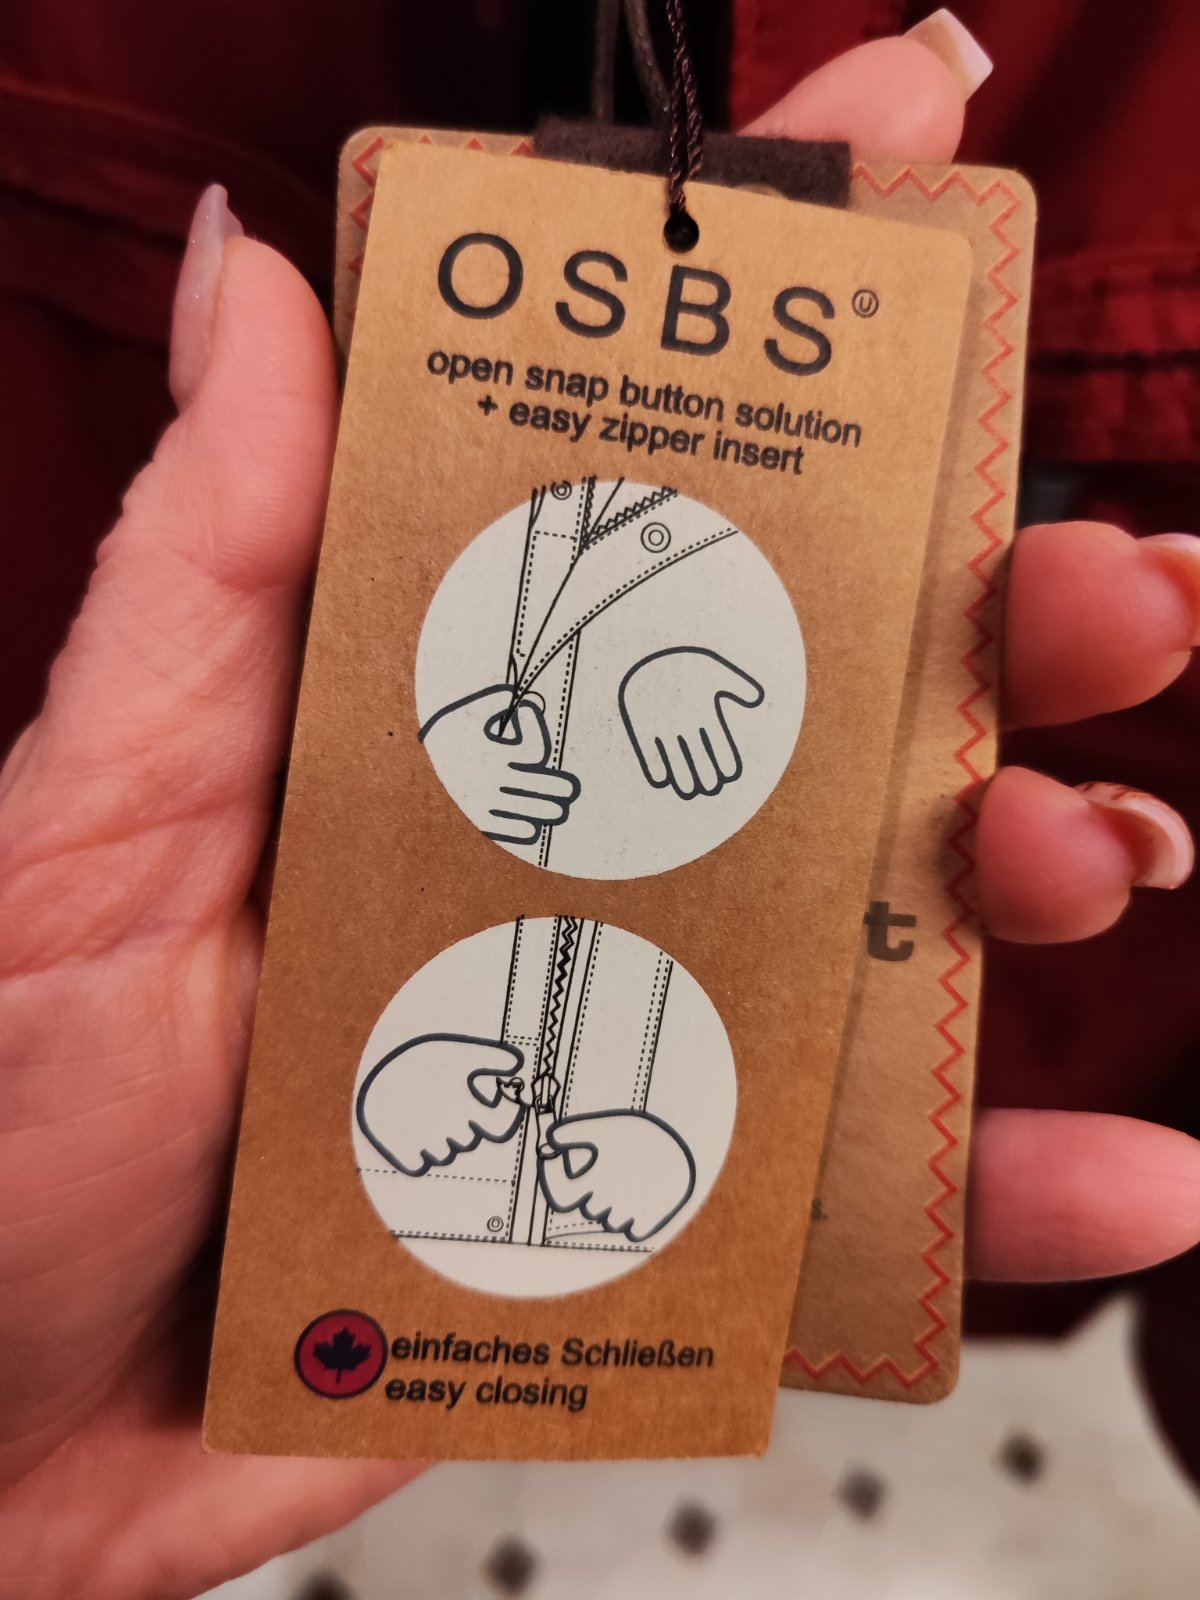 OSBS Ⓤ
open snap button solution
+ easy zipper insert
t
s.
einfaches Schließen
easy closing